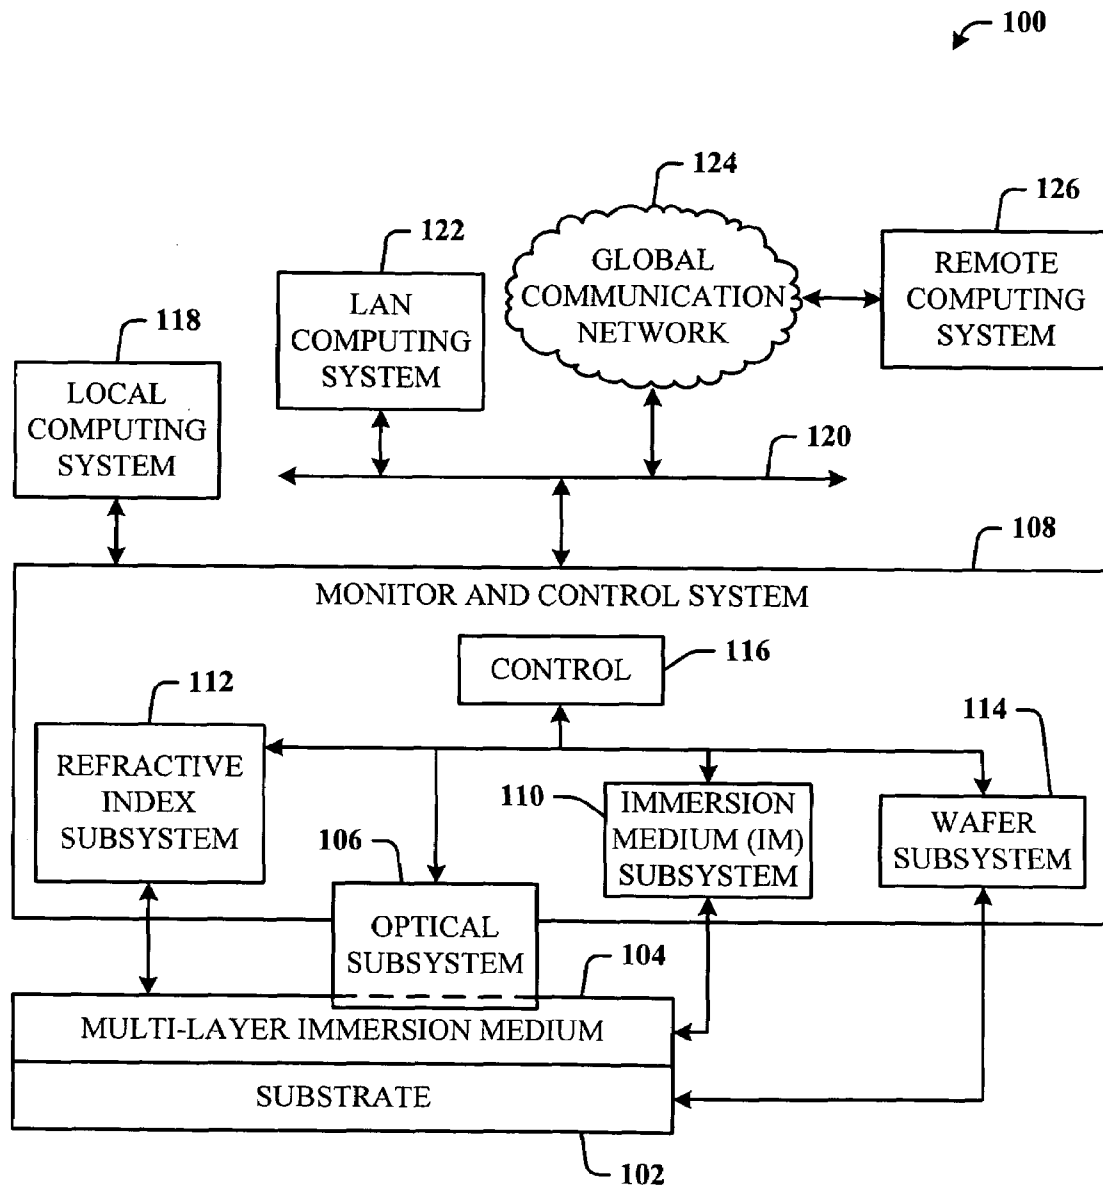 100
124
126
122
GLOBAL
COMMUNICATION
NETWORK
REMOTE
COMPUTING
SYSTEM
LAN
COMPUTING
SYSTEM
118
LOCAL
COMPUTING
SYSTEM
120
108
MONITOR AND CONTROL SYSTEM
CONTROL
116
112
114
REFRACTIVE
INDEX
SUBSYSTEM
110
IMMERSION
MEDIUM (IM)
SUBSYSTEM
WAFER
SUBSYSTEM
106
OPTICAL
SUBSYSTEM
104
MULTI-LAYER IMMERSION MEDIUM
SUBSTRATE
102